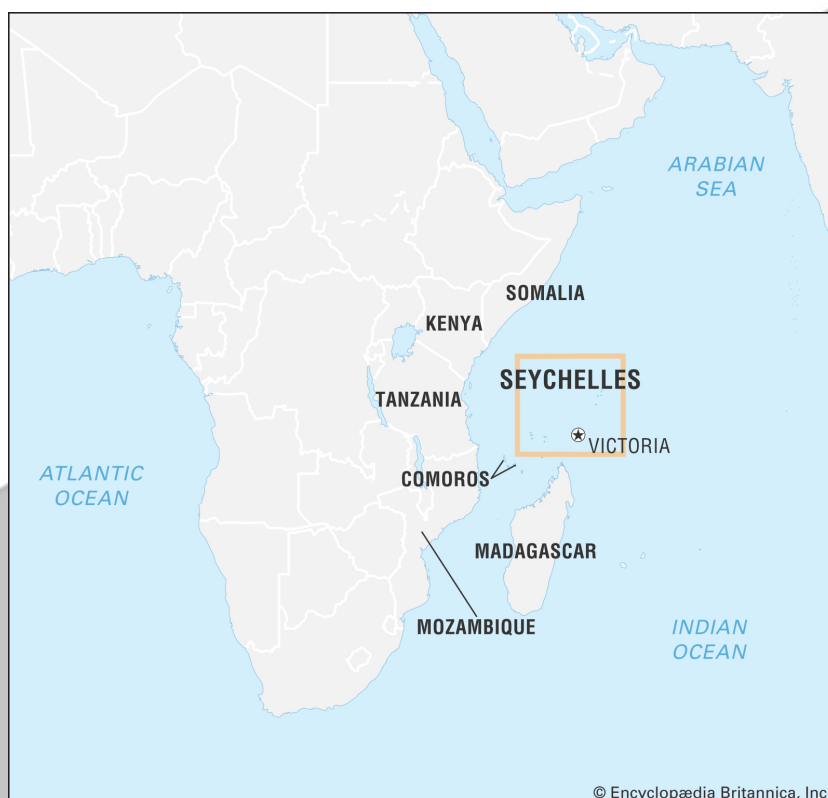 ARABIAN
SEA
SOMALIA
KENYA
SEYCHELLES
TANZANIA
VICTORIA
ATLANTIC
OCEAN
COMOROS
MADAGASCAR
MOZAMBIQUE
INDIAN
OCEAN
© Encyclopædia Britannica, Inc